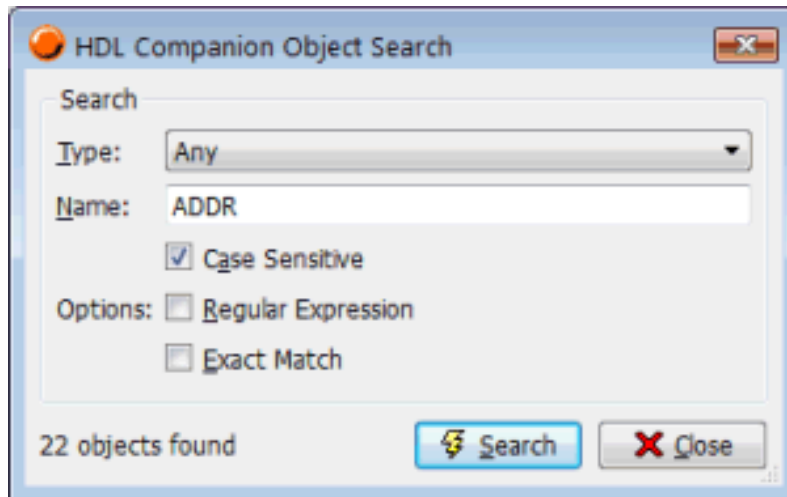 HDL Companion Object Search
Search
Type: Any
Name: ADDR
Case Sensitive
Options: Regular Expression
Exact Match
22 objects found Search Close